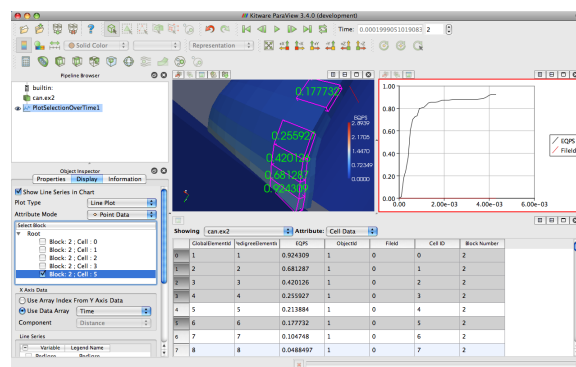 Kitware ParaView 3.4.0 (development)
Time: 0.0001999051019083 2
Solid Color
Representation
Pipeline Browser
builtin:
can.ex2
PlotSelectionOverTime1
Object Inspector
Properties Display Information
Show Line Series in Chart
Plot Type Line Plot
Attribute Mode Point Data
Select Block
Root
Block: 2 ; Cell : 0
Block: 2 ; Cell : 1
Block: 2 ; Cell : 2
Block: 2 ; Cell : 3
Block: 2 ; Cell : 5
X Axis Data
Use Array Index From Y Axis Data
Use Data Array Time
Component Distance
Line Series
Variable Legend Name
Pedigree Pedigree
0.177732
0.255927
0.420126
0.681287
0.924309
EQPS
2.8939
2.1705
1.4470
0.72349
0.0000
1.00
0.80
0.60
0.40
0.20
0.00
0.00 2.00e-03 4.00e-03 6.00e-03
EQPS
FileId
Showing can.ex2 Attribute: Cell Data
GlobalElementId PedigreeElementId EQPS ObjectId FileId Cell ID Block Number
0 1 1 0.924309 1 0 0 2
1 2 2 0.681287 1 0 1 2
2 3 3 0.420126 1 0 2 2
3 4 4 0.255927 1 0 3 2
4 5 5 0.213884 1 0 4 2
5 6 6 0.177732 1 0 5 2
6 7 7 0.104748 1 0 6 2
7 8 8 0.0488497 1 0 7 2